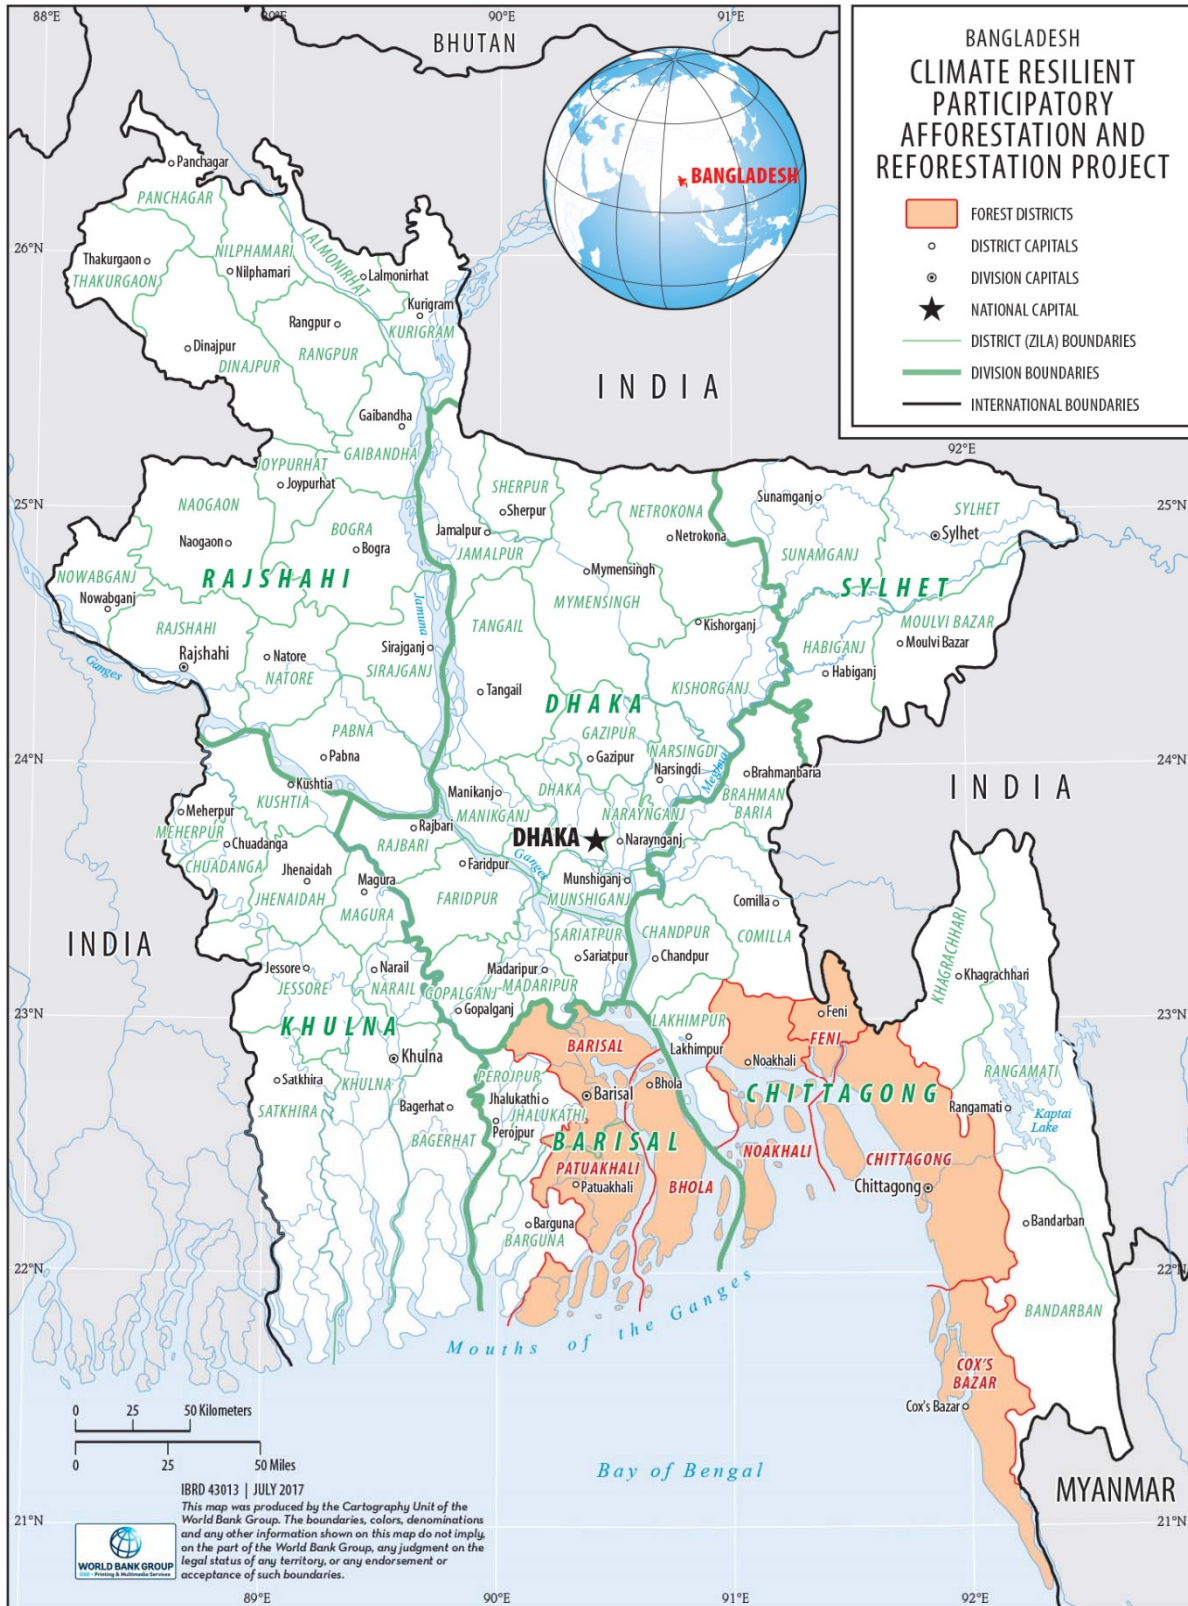 88°E
89°E
90°E
91°E
BHUTAN
BANGLADESH
CLIMATE RESILIENT
PARTICIPATORY
AFFORESTATION AND
REFORESTATION PROJECT
FOREST DISTRICTS
DISTRICT CAPITALS
DIVISION CAPITALS
NATIONAL CAPITAL
DISTRICT (ZILA) BOUNDARIES
DIVISION BOUNDARIES
INTERNATIONAL BOUNDARIES
BANGLADESH
Panchagar
PANCHAGAR
26°N
26°N
Thakurgaon
THAKURGAON
NILPHAMARI
Nilphamari
LALMONIRHAT
Lalmonirhat
Kurigram
KURIGRAM
Rangpur
RANGPUR
Dinajpur
DINAJPUR
INDIA
Gaibandha
GAIBANDHA
92°E
JOYPURHAT
Joypurhat
25°N
25°N
NAOGAON
Naogaon
BOGRA
Bogra
SHERPUR
Sherpur
Jamalpur
JAMALPUR
NETROKONA
Netrokona
Sunamganj
SUNAMGANJ
SYLHET
Sylhet
NOWABGANJ
Nowabganj
RAJSHAHI
Jamuna
Mymensingh
MYMENSINGH
SYLHET
RAJSHAHI
Rajshahi
Ganges
Natore
NATORE
Sirajganj
SIRAJGANJ
TANGAIL
Tangail
Kishorganj
KISHORGANJ
HABIGANJ
Habiganj
MOULVI BAZAR
Moulvi Bazar
DHAKA
24°N
24°N
PABNA
Pabna
GAZIPUR
Gazipur
NARSINGDI
Narsingdi
Meghna
Brahmanbaria
BRAHMAN
BARIA
INDIA
Kushtia
KUSHTIA
Meherpur
MEHERPUR
Chuadanga
CHUADANGA
Manikanj
MANIKGANJ
DHAKA
NARAYNGANJ
Naraynganj
DHAKA
Rajbari
RAJBARI
Faridpur
FARIDPUR
Ganges
Munshiganj
MUNSHIGANJ
Jhenaidah
JHENAIDAH
Magura
MAGURA
Comilla
COMILLA
INDIA
SARIATPUR
Sariatpur
CHANDPUR
Chandpur
KHAGRACHHARI
Khagrachhari
Jessore
JESSORE
Narail
NARAIL
Madaripur
MADARIPUR
GOPALGANJ
Gopalganj
23°N
23°N
KHULNA
Khulna
LAKHIMPUR
Lakhimpur
Feni
FENI
Noakhali
BARISAL
RANGAMATI
Rangamati
Kaptai
Lake
Satkhira
SATKHIRA
KHULNA
Bagerhat
BAGERHAT
PEROJPUR
Jhalukathi
JHALUKATHI
Perojpur
Barisal
Bhola
CHITTAGONG
BARISAL
PATUAKHALI
Patuakhali
BHOLA
NOAKHALI
CHITTAGONG
Chittagong
Barguna
BARGUNA
Bandarban
BANDARBAN
22°N
22°N
Mouths of the Ganges
COX'S
BAZAR
Cox's Bazar
0 25 50 Kilometers
0 25 50 Miles
Bay of Bengal
MYANMAR
IBRD 43013 | JULY 2017
This map was produced by the Cartography Unit of the
World Bank Group. The boundaries, colors, denominations
and any other information shown on this map do not imply,
on the part of the World Bank Group, any judgment on the
legal status of any territory, or any endorsement or
acceptance of such boundaries.
WORLD BANK GROUP
Printing & Multimedia Services
21°N
21°N
89°E
90°E
91°E
92°E